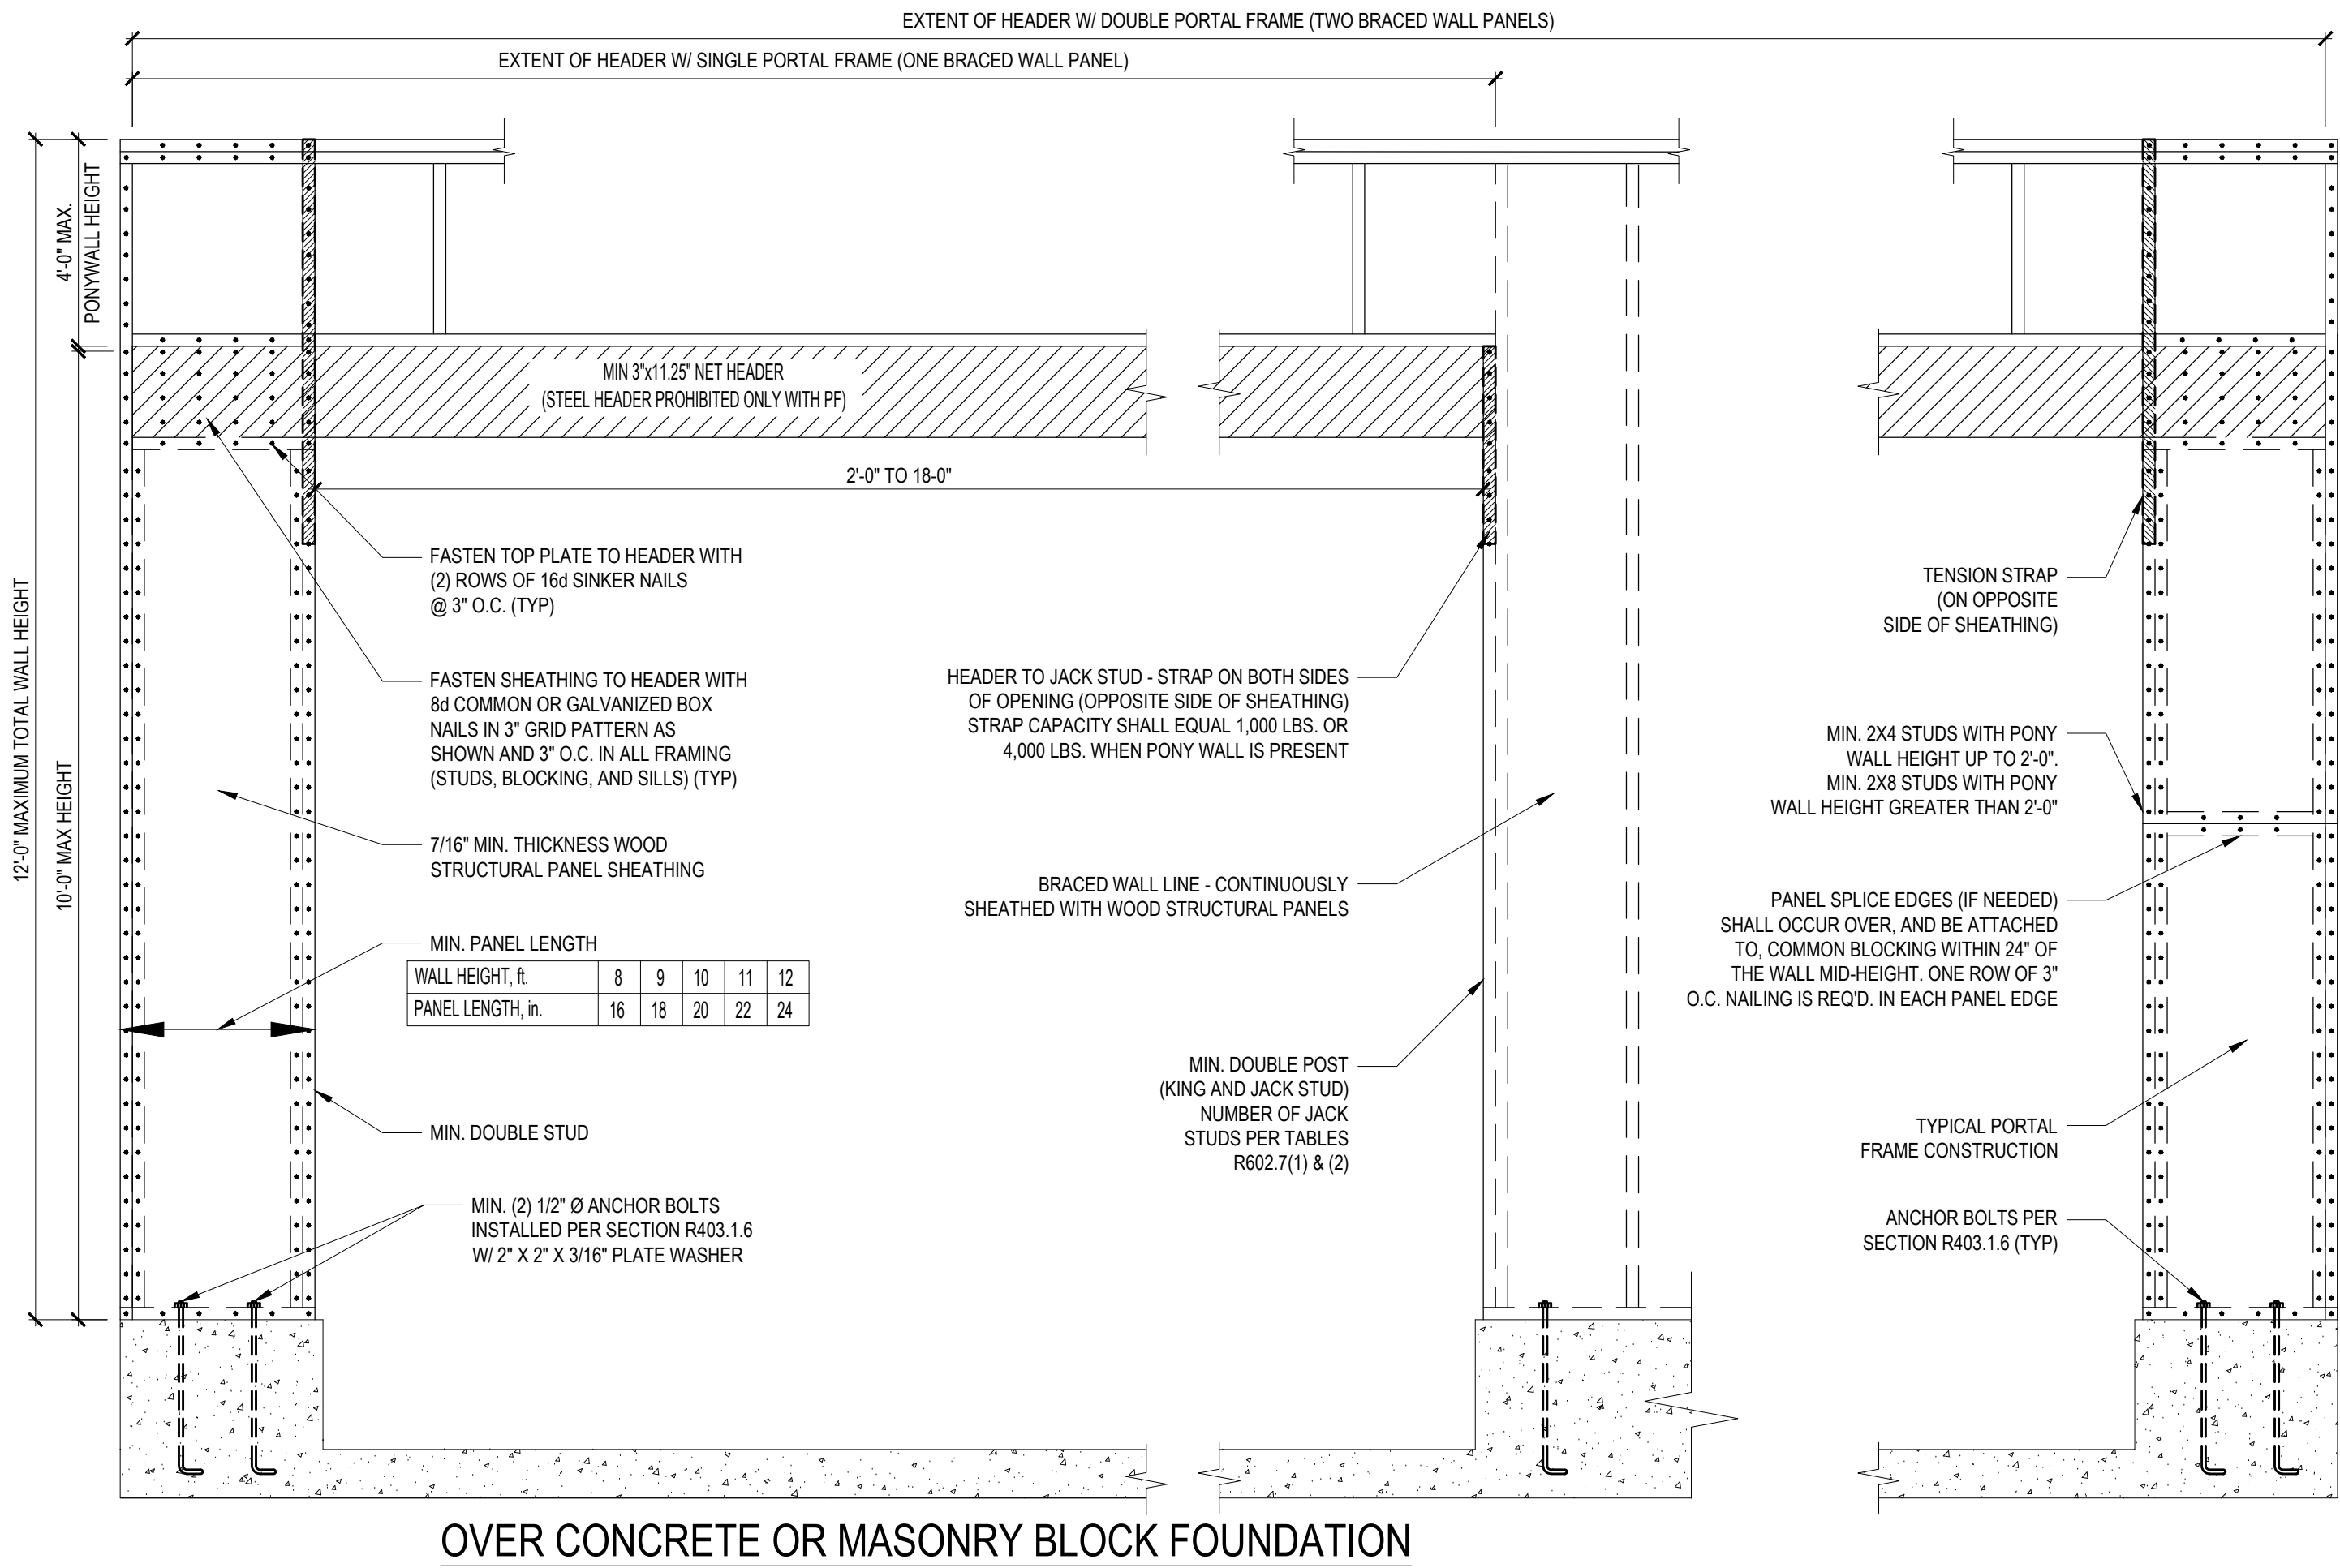 EXTENT OF HEADER W/ DOUBLE PORTAL FRAME (TWO BRACED WALL PANELS)
EXTENT OF HEADER W/ SINGLE PORTAL FRAME (ONE BRACED WALL PANEL)
12'-0" MAXIMUM TOTAL WALL HEIGHT
4'-0" MAX.
PONYWALL HEIGHT
10'-0" MAX HEIGHT
MIN 3"x11.25" NET HEADER
(STEEL HEADER PROHIBITED ONLY WITH PF)
2'-0" TO 18-0"
FASTEN TOP PLATE TO HEADER WITH
(2) ROWS OF 16d SINKER NAILS
@ 3" O.C. (TYP)
FASTEN SHEATHING TO HEADER WITH
8d COMMON OR GALVANIZED BOX
NAILS IN 3" GRID PATTERN AS
SHOWN AND 3" O.C. IN ALL FRAMING
(STUDS, BLOCKING, AND SILLS) (TYP)
7/16" MIN. THICKNESS WOOD
STRUCTURAL PANEL SHEATHING
MIN. PANEL LENGTH
WALL HEIGHT, ft. 8 9 10 11 12
PANEL LENGTH, in. 16 18 20 22 24
MIN. DOUBLE STUD
MIN. (2) 1/2" Ø ANCHOR BOLTS
INSTALLED PER SECTION R403.1.6
W/ 2" X 2" X 3/16" PLATE WASHER
HEADER TO JACK STUD - STRAP ON BOTH SIDES
OF OPENING (OPPOSITE SIDE OF SHEATHING)
STRAP CAPACITY SHALL EQUAL 1,000 LBS. OR
4,000 LBS. WHEN PONY WALL IS PRESENT
BRACED WALL LINE - CONTINUOUSLY
SHEATHED WITH WOOD STRUCTURAL PANELS
MIN. DOUBLE POST
(KING AND JACK STUD)
NUMBER OF JACK
STUDS PER TABLES
R602.7(1) & (2)
TENSION STRAP
(ON OPPOSITE
SIDE OF SHEATHING)
MIN. 2X4 STUDS WITH PONY
WALL HEIGHT UP TO 2'-0".
MIN. 2X8 STUDS WITH PONY
WALL HEIGHT GREATER THAN 2'-0"
PANEL SPLICE EDGES (IF NEEDED)
SHALL OCCUR OVER, AND BE ATTACHED
TO, COMMON BLOCKING WITHIN 24" OF
THE WALL MID-HEIGHT. ONE ROW OF 3"
O.C. NAILING IS REQ'D. IN EACH PANEL EDGE
TYPICAL PORTAL
FRAME CONSTRUCTION
ANCHOR BOLTS PER
SECTION R403.1.6 (TYP)
OVER CONCRETE OR MASONRY BLOCK FOUNDATION